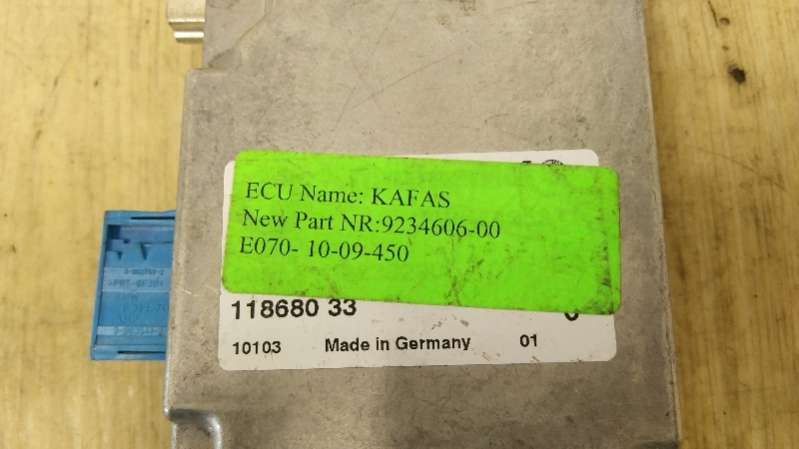 ECU Name: KAFAS
New Part NR:9234606-00
E070- 10-09-450
118680 33
10103 Made in Germany 01